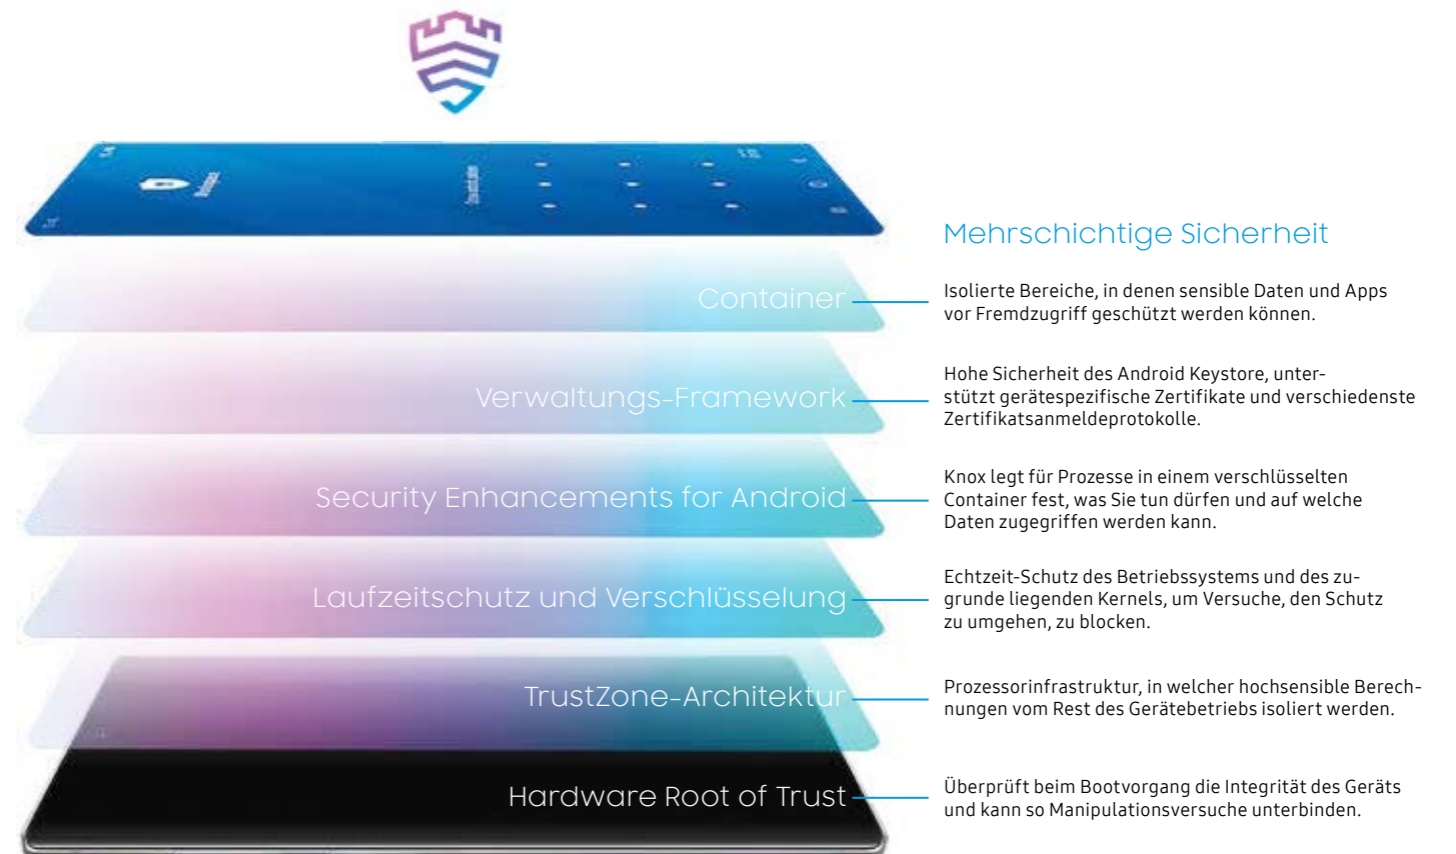 Mehrschichtige Sicherheit
Container
Isolierte Bereiche, in denen sensible Daten und Apps
vor Fremdzugriff geschützt werden können.
Verwaltungs-Framework
Hohe Sicherheit des Android Keystore, unter-
stützt gerätespezifische Zertifikate und verschiedenste
Zertifikatsanmeldeprotokolle.
Security Enhancements for Android
Knox legt für Prozesse in einem verschlüsselten
Container fest, was Sie tun dürfen und auf welche
Daten zugegriffen werden kann.
Laufzeitschutz und Verschlüsselung
Echtzeit-Schutz des Betriebssystems und des zu-
grunde liegenden Kernels, um Versuche, den Schutz
zu umgehen, zu blocken.
TrustZone-Architektur
Prozessorinfrastruktur, in welcher hochsensible Berech-
nungen vom Rest des Gerätebetriebs isoliert werden.
Hardware Root of Trust
Überprüft beim Bootvorgang die Integrität des Geräts
und kann so Manipulationsversuche unterbinden.